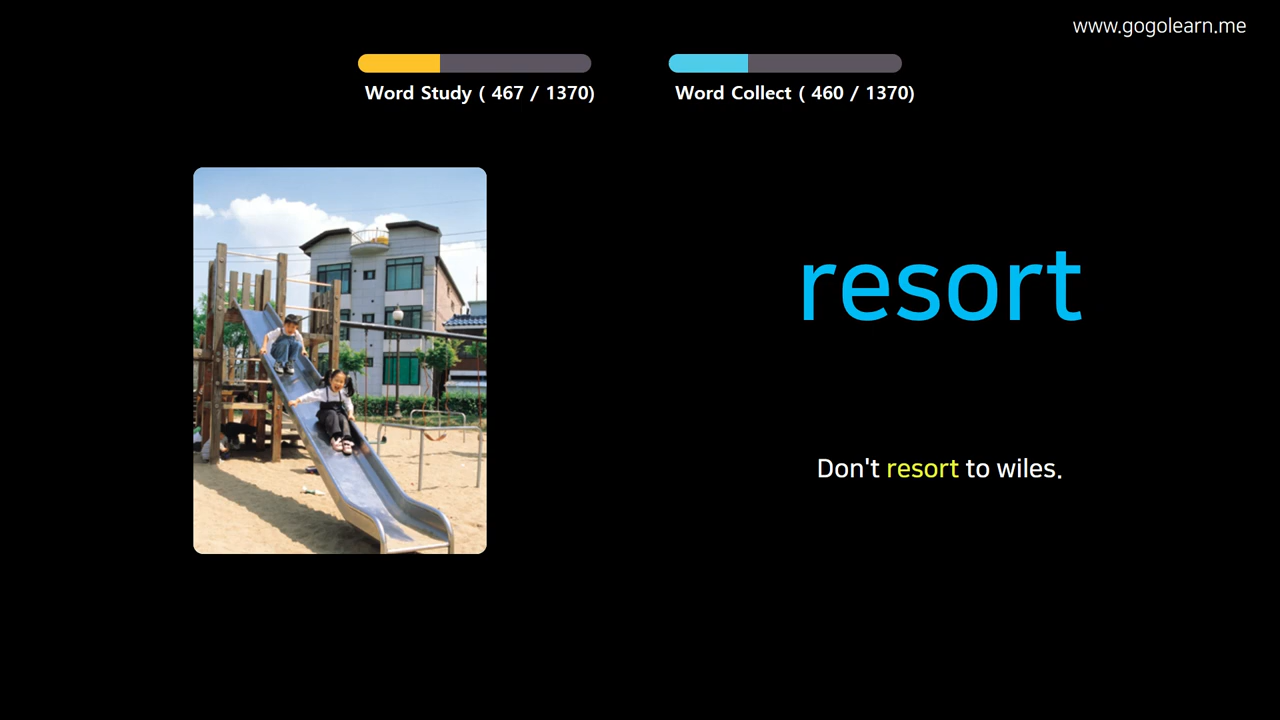 www.gogolearn.me
Word Study ( 467 / 1370)
Word Collect ( 460 / 1370)
resort
Don't resort to wiles.